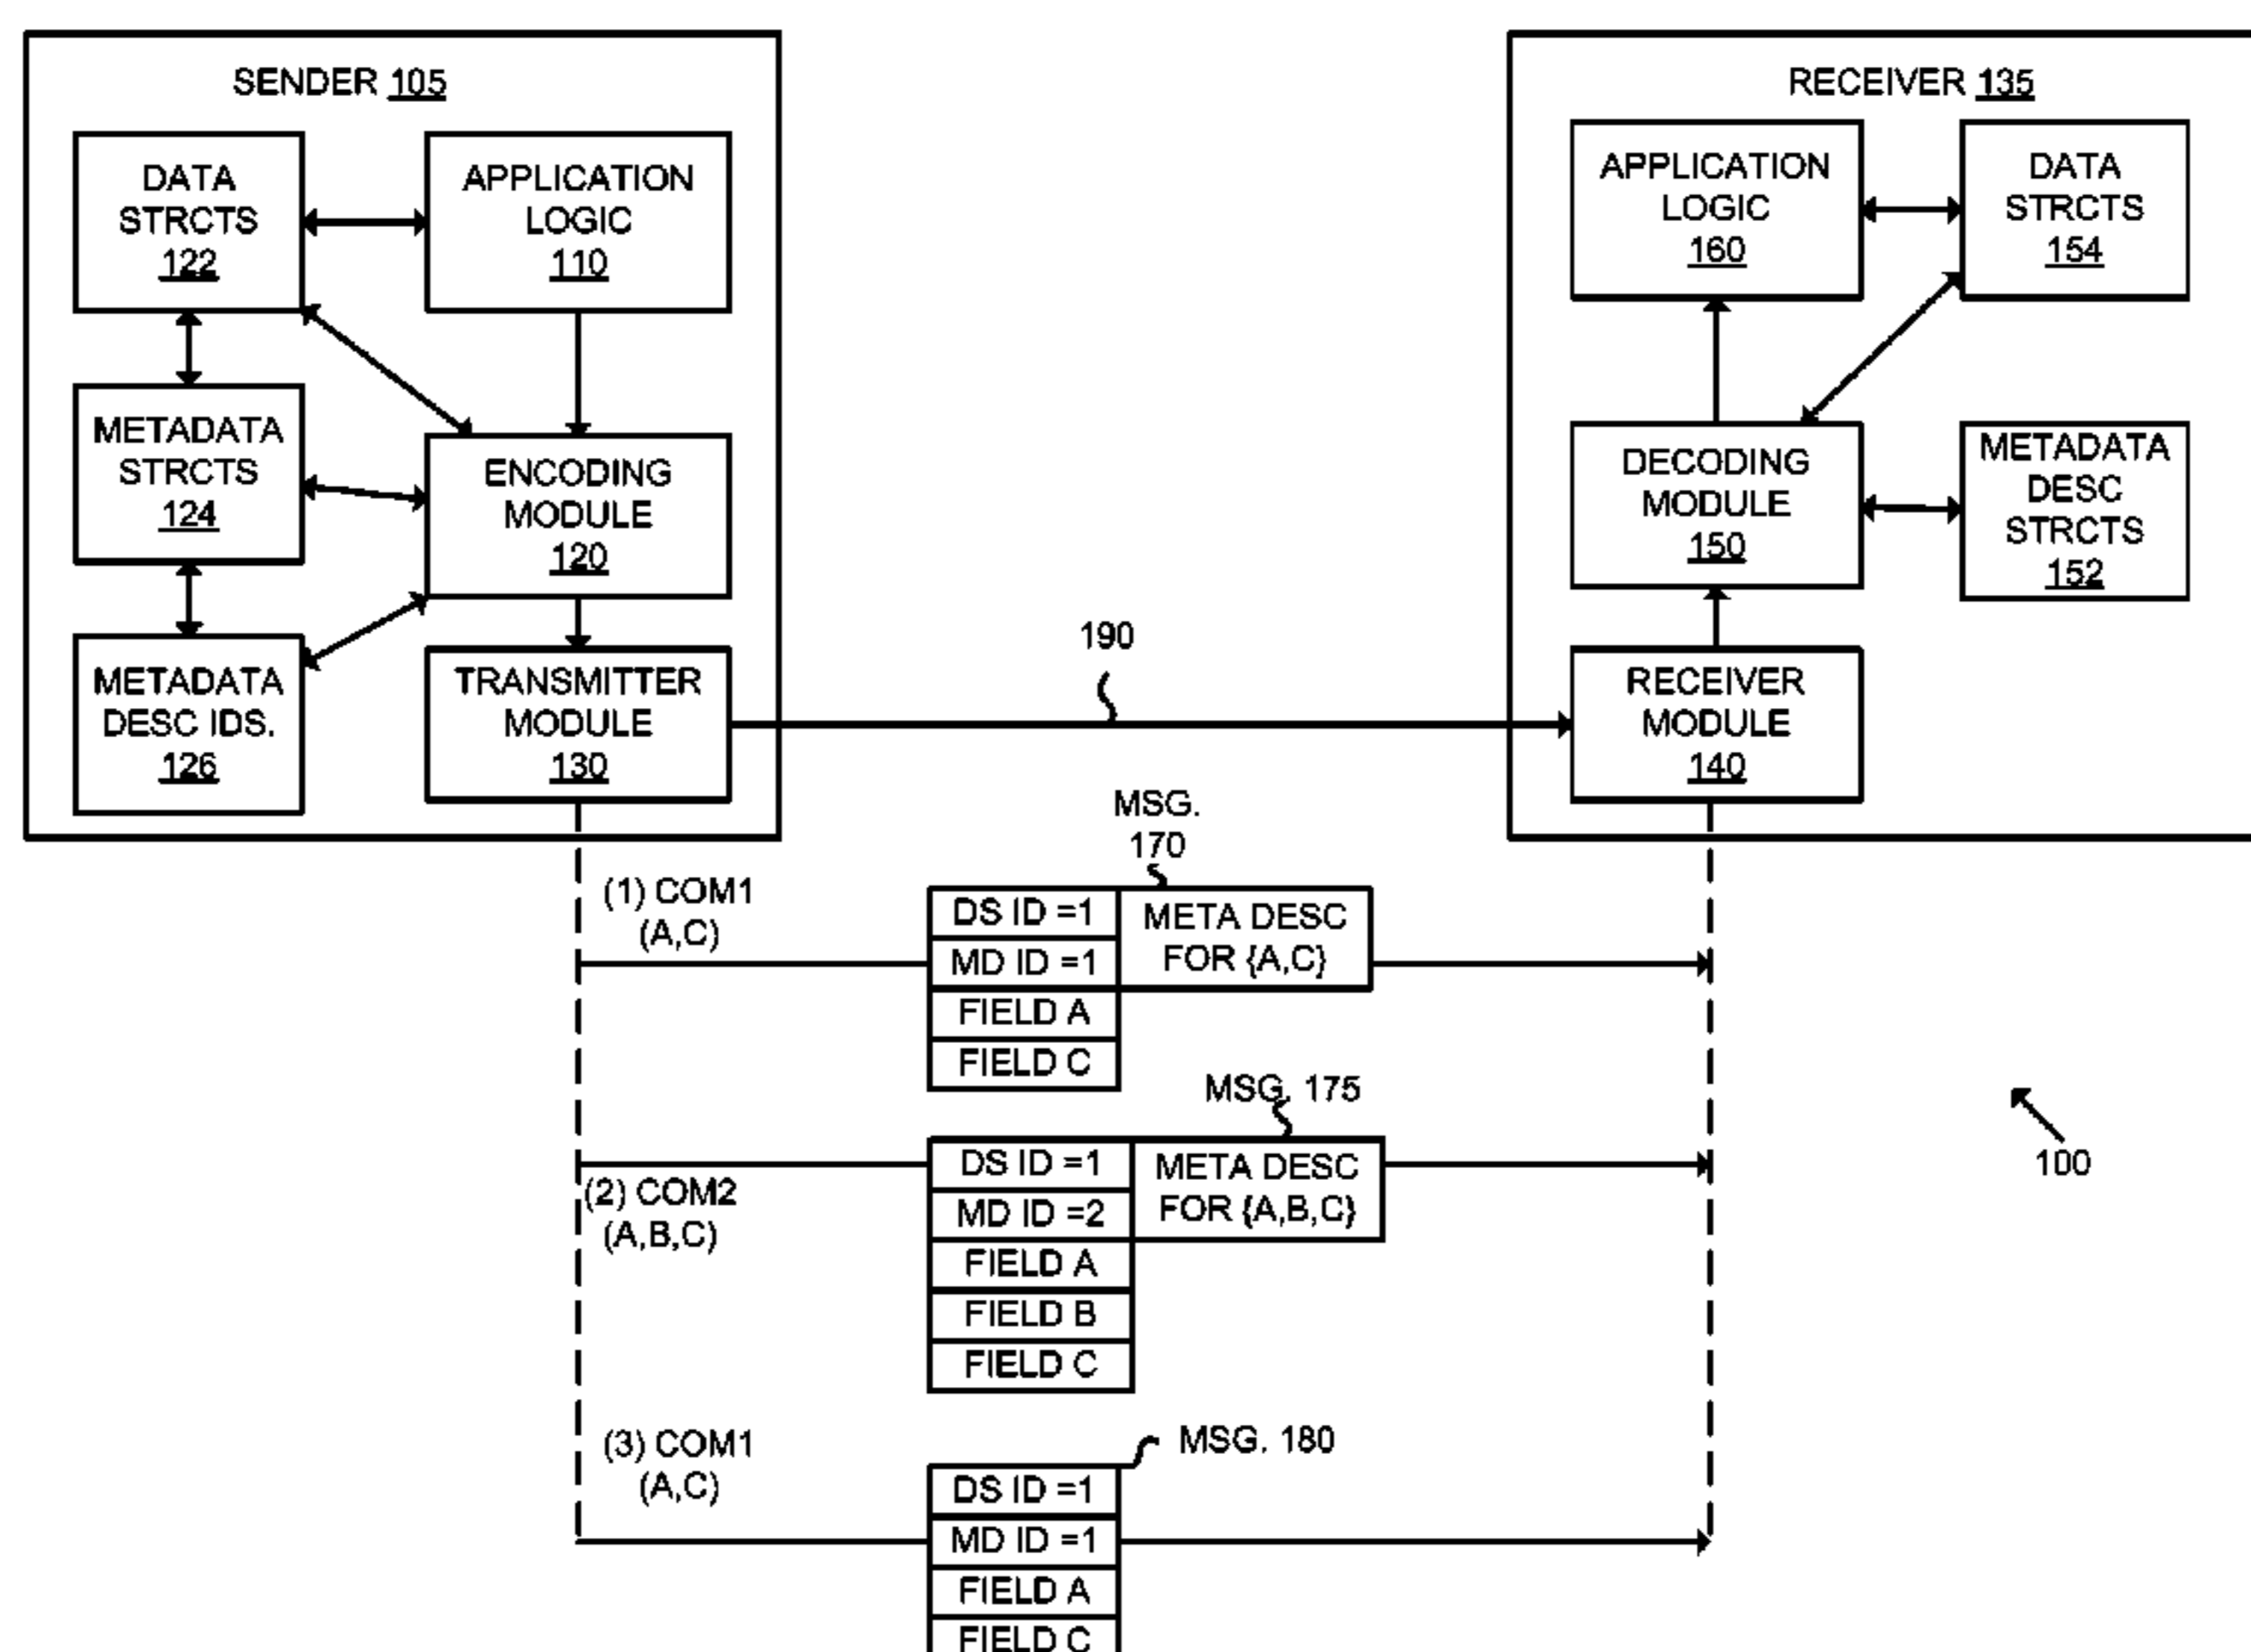 SENDER 105
DATA
STRCTS
122
APPLICATION
LOGIC
110
METADATA
STRCTS
124
ENCODING
MODULE
120
METADATA
DESC IDS.
126
TRANSMITTER
MODULE
130
190
RECEIVER 135
APPLICATION
LOGIC
160
DATA
STRCTS
154
DECODING
MODULE
150
METADATA
DESC
STRCTS
152
RECEIVER
MODULE
140
MSG.
170
(1) COM1
(A,C)
DS ID =1
MD ID =1
FIELD A
FIELD C
META DESC
FOR {A,C}
MSG. 175
(2) COM2
(A,B,C)
DS ID =1
MD ID =2
FIELD A
FIELD B
FIELD C
META DESC
FOR {A,B,C}
100
(3) COM1
(A,C)
MSG. 180
DS ID =1
MD ID =1
FIELD A
FIELD C